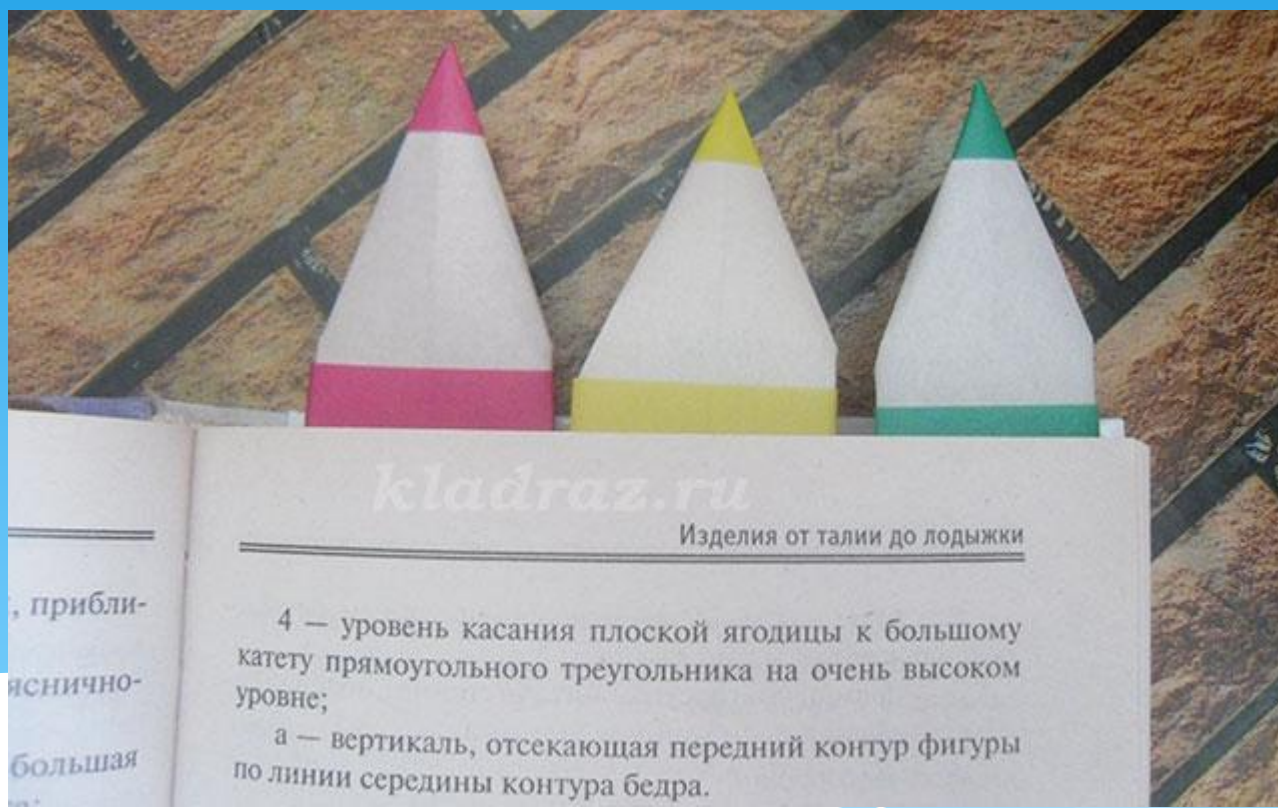 kladraz.ru
Изделия от талии до лодыжки
, прибли-
яснично-
большая
4 — уровень касания плоской ягодицы к большому
катету прямоугольного треугольника на очень высоком
уровне;
а — вертикаль, отсекающая передний контур фигуры
по линии середины контура бедра.